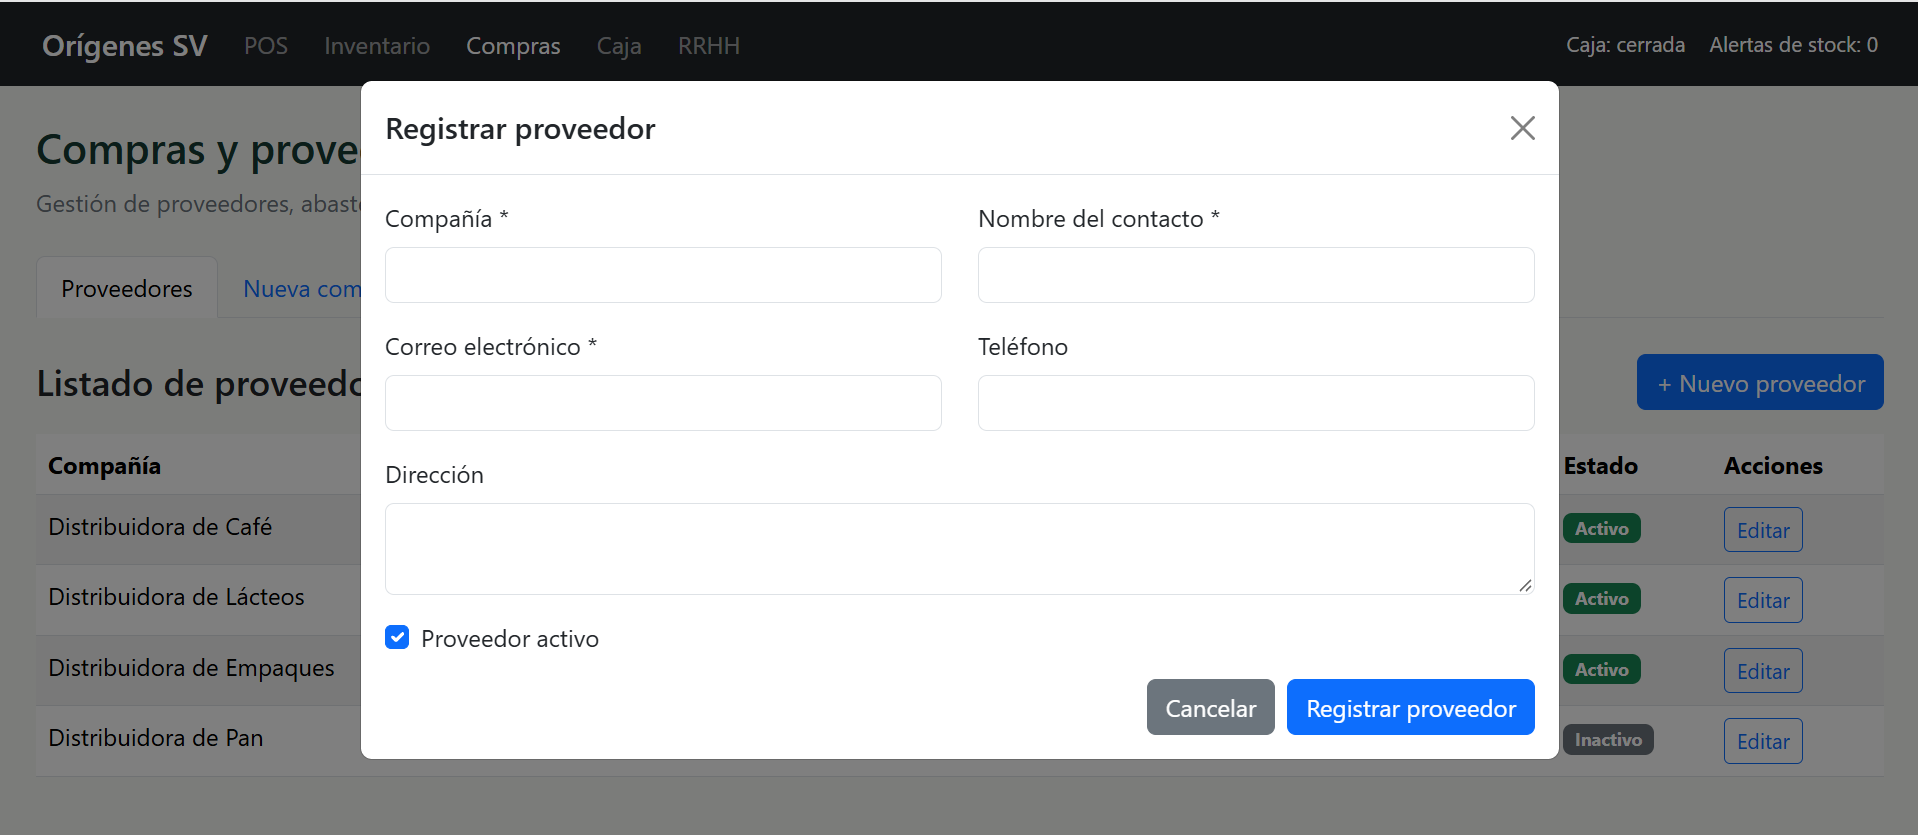 Orígenes SV POS Inventario Compras Caja RRHH Caja: cerrada Alertas de stock: 0
Registrar proveedor
Compras y prove
Gestión de proveedores, abast
Compañía * Nombre del contacto *
Proveedores Nueva com
Correo electrónico * Teléfono
Listado de proveedo + Nuevo proveedor
Compañía Estado Acciones
Dirección
Distribuidora de Café Activo Editar
Distribuidora de Lácteos Activo Editar
Proveedor activo
Distribuidora de Empaques Activo Editar
Cancelar Registrar proveedor
Distribuidora de Pan Inactivo Editar